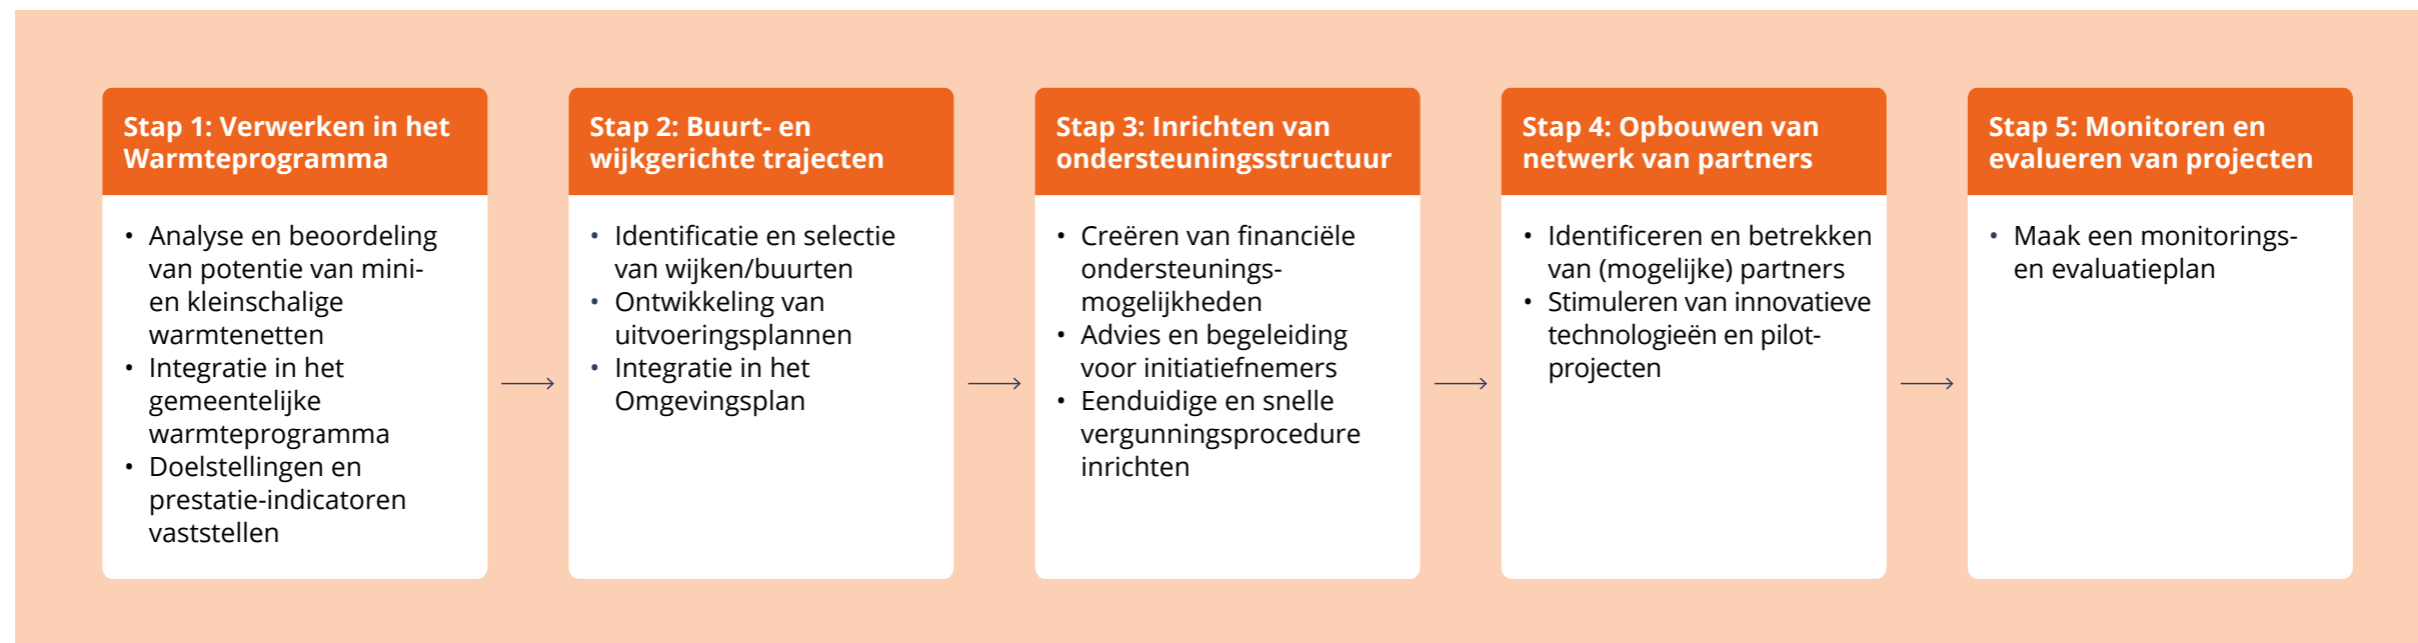 Stap 1: Verwerken in het
Warmteprogramma
• Analyse en beoordeling
van potentie van mini-
en kleinschalige
warmtenetten
• Integratie in het
gemeentelijke
warmteprogramma
• Doelstellingen en
prestatie-indicatoren
vaststellen
Stap 2: Buurt- en
wijkgerichte trajecten
• Identificatie en selectie
van wijken/buurten
• Ontwikkeling van
uitvoeringsplannen
• Integratie in het
Omgevingsplan
Stap 3: Inrichten van
ondersteuningsstructuur
• Creëren van financiële
ondersteunings-
mogelijkheden
• Advies en begeleiding
voor initiatiefnemers
• Eenduidige en snelle
vergunningsprocedure
inrichten
Stap 4: Opbouwen van
netwerk van partners
• Identificeren en betrekken
van (mogelijke) partners
• Stimuleren van innovatieve
technologieën en pilot-
projecten
Stap 5: Monitoren en
evalueren van projecten
• Maak een monitorings-
en evaluatieplan